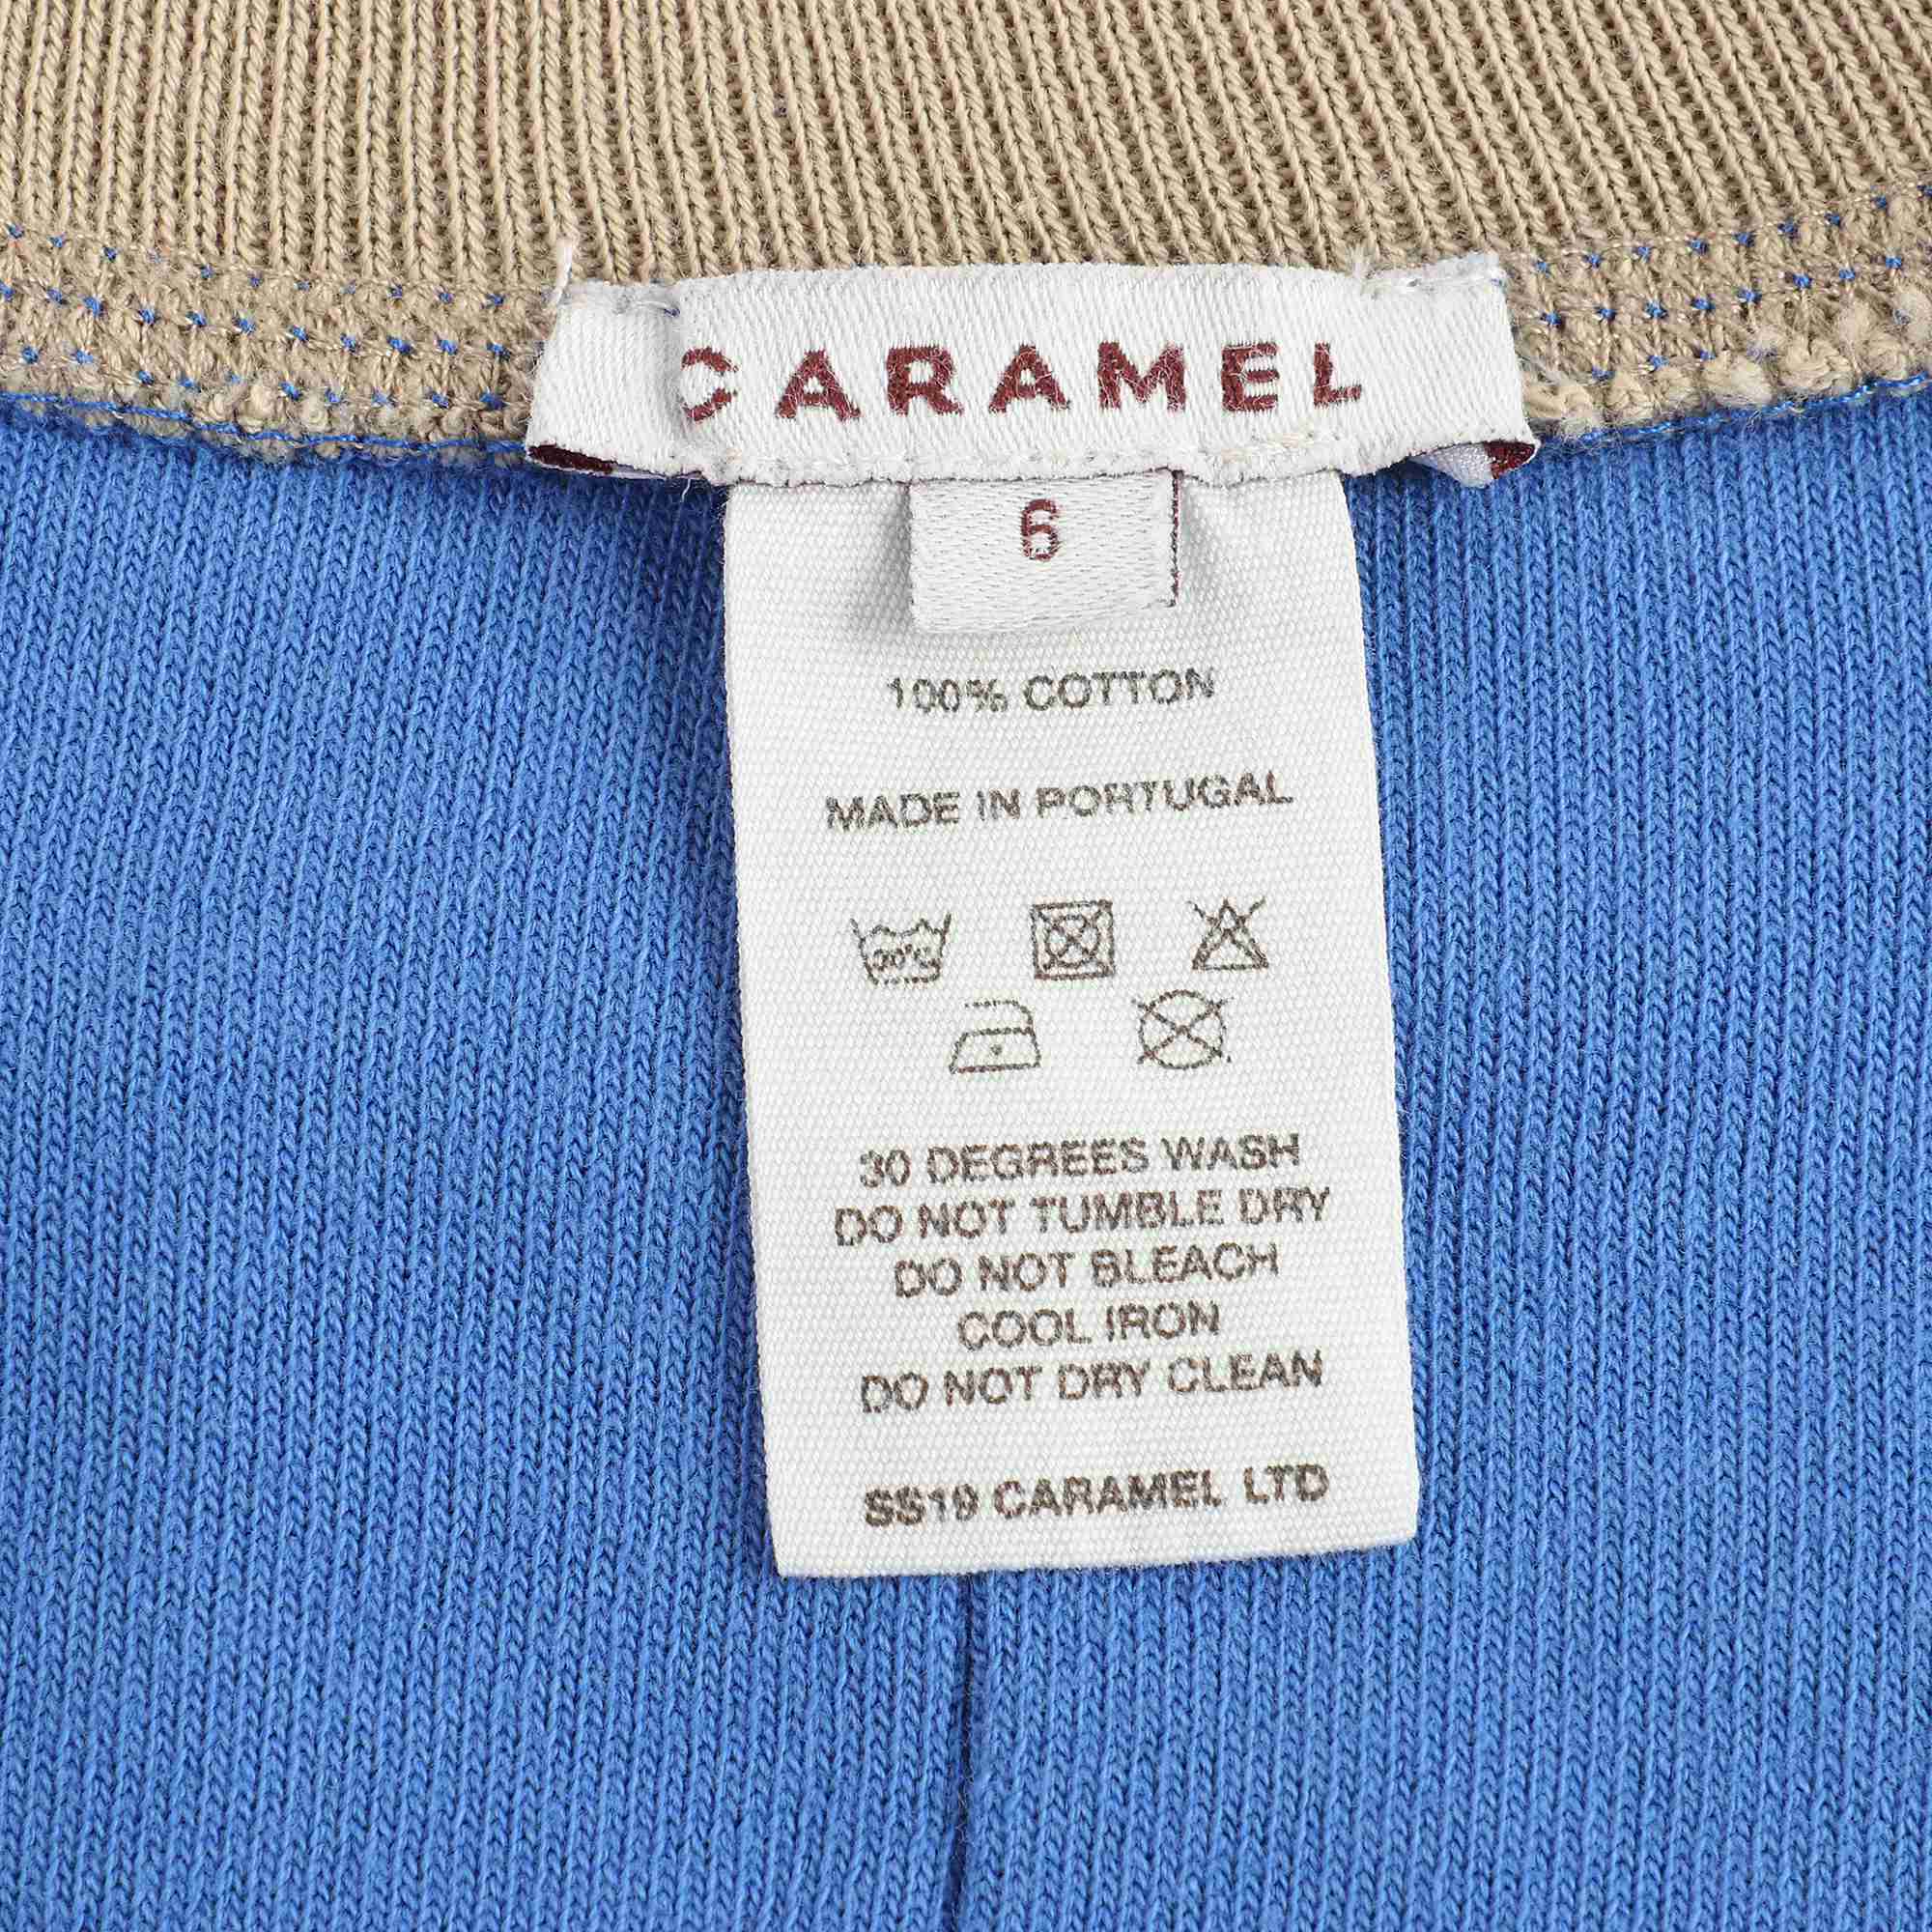 CARAMEL
6
100% COTTON
MADE IN PORTUGAL
30°C
30 DEGREES WASH
DO NOT TUMBLE DRY
DO NOT BLEACH
COOL IRON
DO NOT DRY CLEAN
SS19 CARAMEL LTD